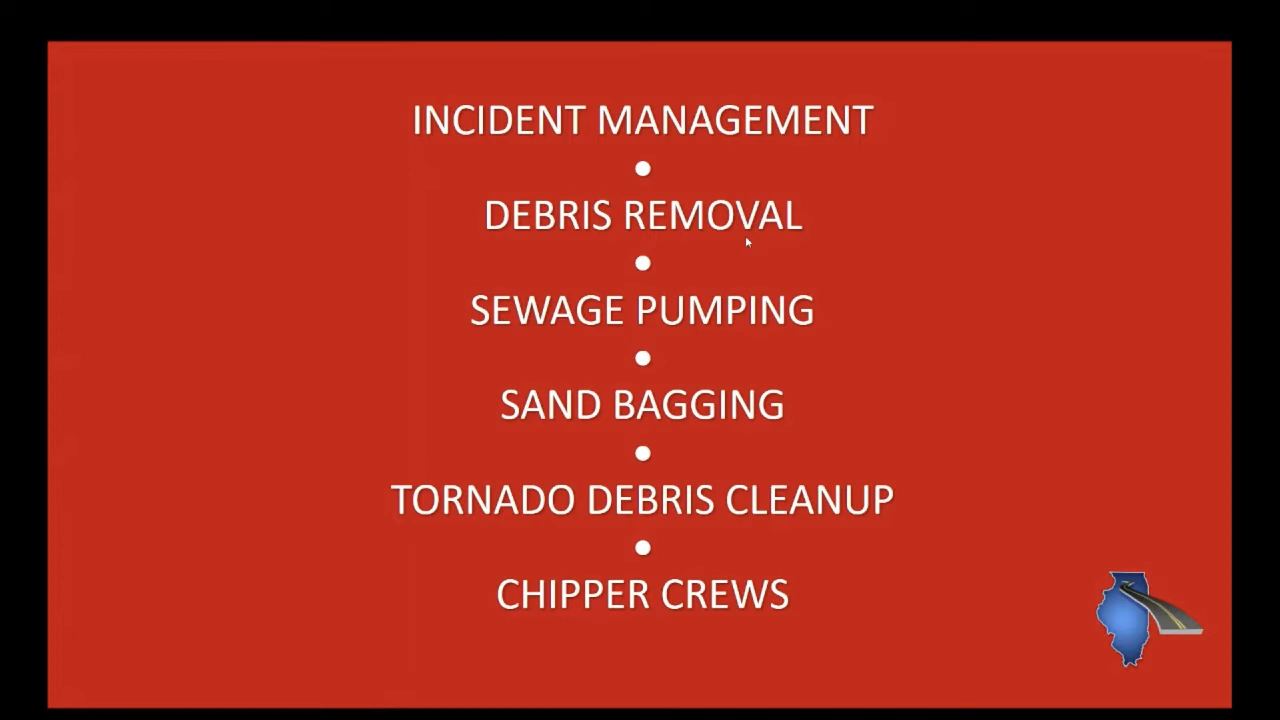 INCIDENT MANAGEMENT
•
DEBRIS REMOVAL
•
SEWAGE PUMPING
•
SAND BAGGING
•
TORNADO DEBRIS CLEANUP
•
CHIPPER CREWS